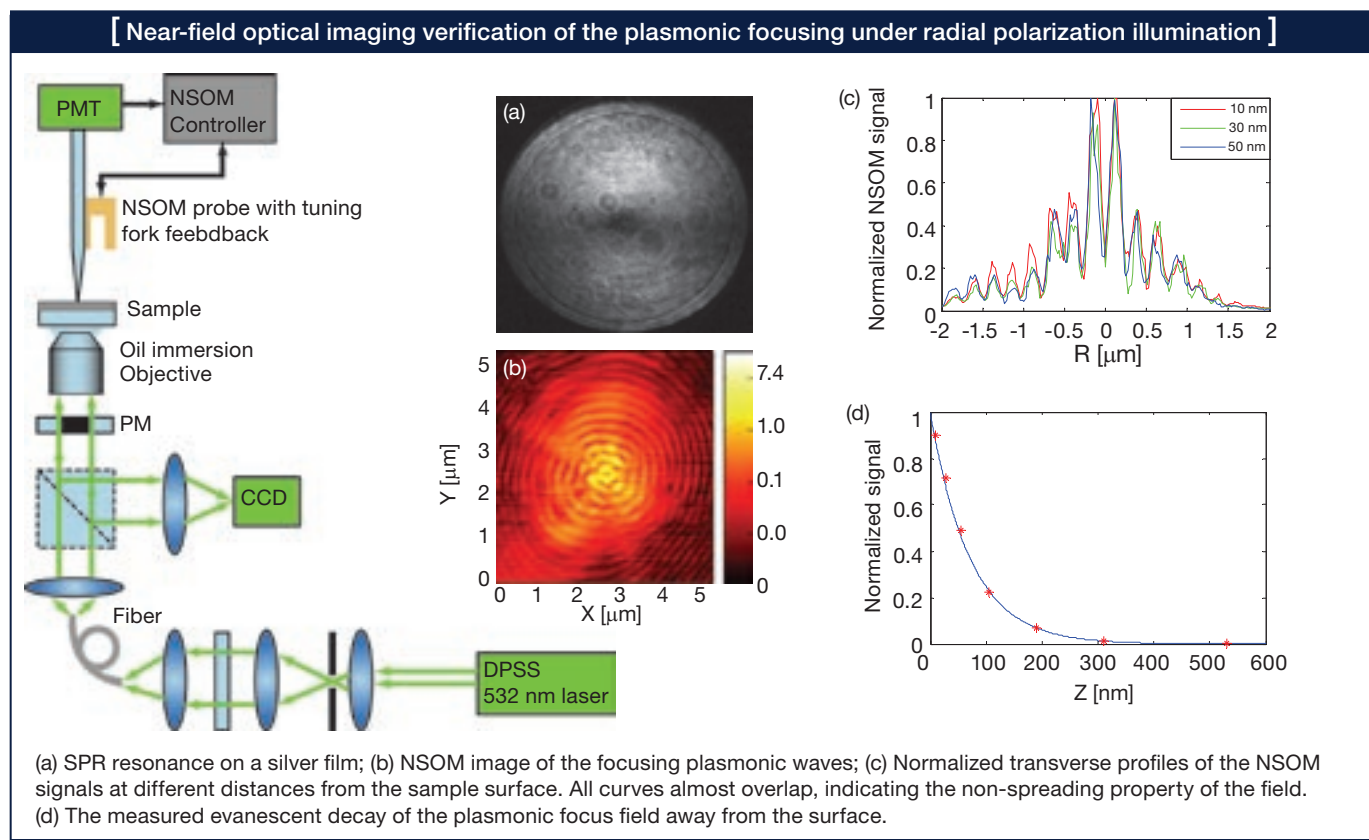 [ Near-field optical imaging verification of the plasmonic focusing under radial polarization illumination ]
PMT
NSOM
Controller
NSOM probe with tuning
fork feebdback
Sample
Oil immersion
Objective
PM
CCD
Fiber
DPSS
532 nm laser
(a)
(b)
5
4
3
2
1
0
Y [μm]
0 1 2 3 4 5
X [μm]
7.4
1.0
0.1
0.0
0
(c)
Normalized NSOM signal
1
0.8
0.6
0.4
0.2
0
-2 -1.5 -1 -0.5 0 0.5 1 1.5 2
R [μm]
10 nm
30 nm
50 nm
(d)
Normalized signal
1
0.8
0.6
0.4
0.2
0
0 100 200 300 400 500 600
Z [nm]
(a) SPR resonance on a silver film; (b) NSOM image of the focusing plasmonic waves; (c) Normalized transverse profiles of the NSOM
signals at different distances from the sample surface. All curves almost overlap, indicating the non-spreading property of the field.
(d) The measured evanescent decay of the plasmonic focus field away from the surface.